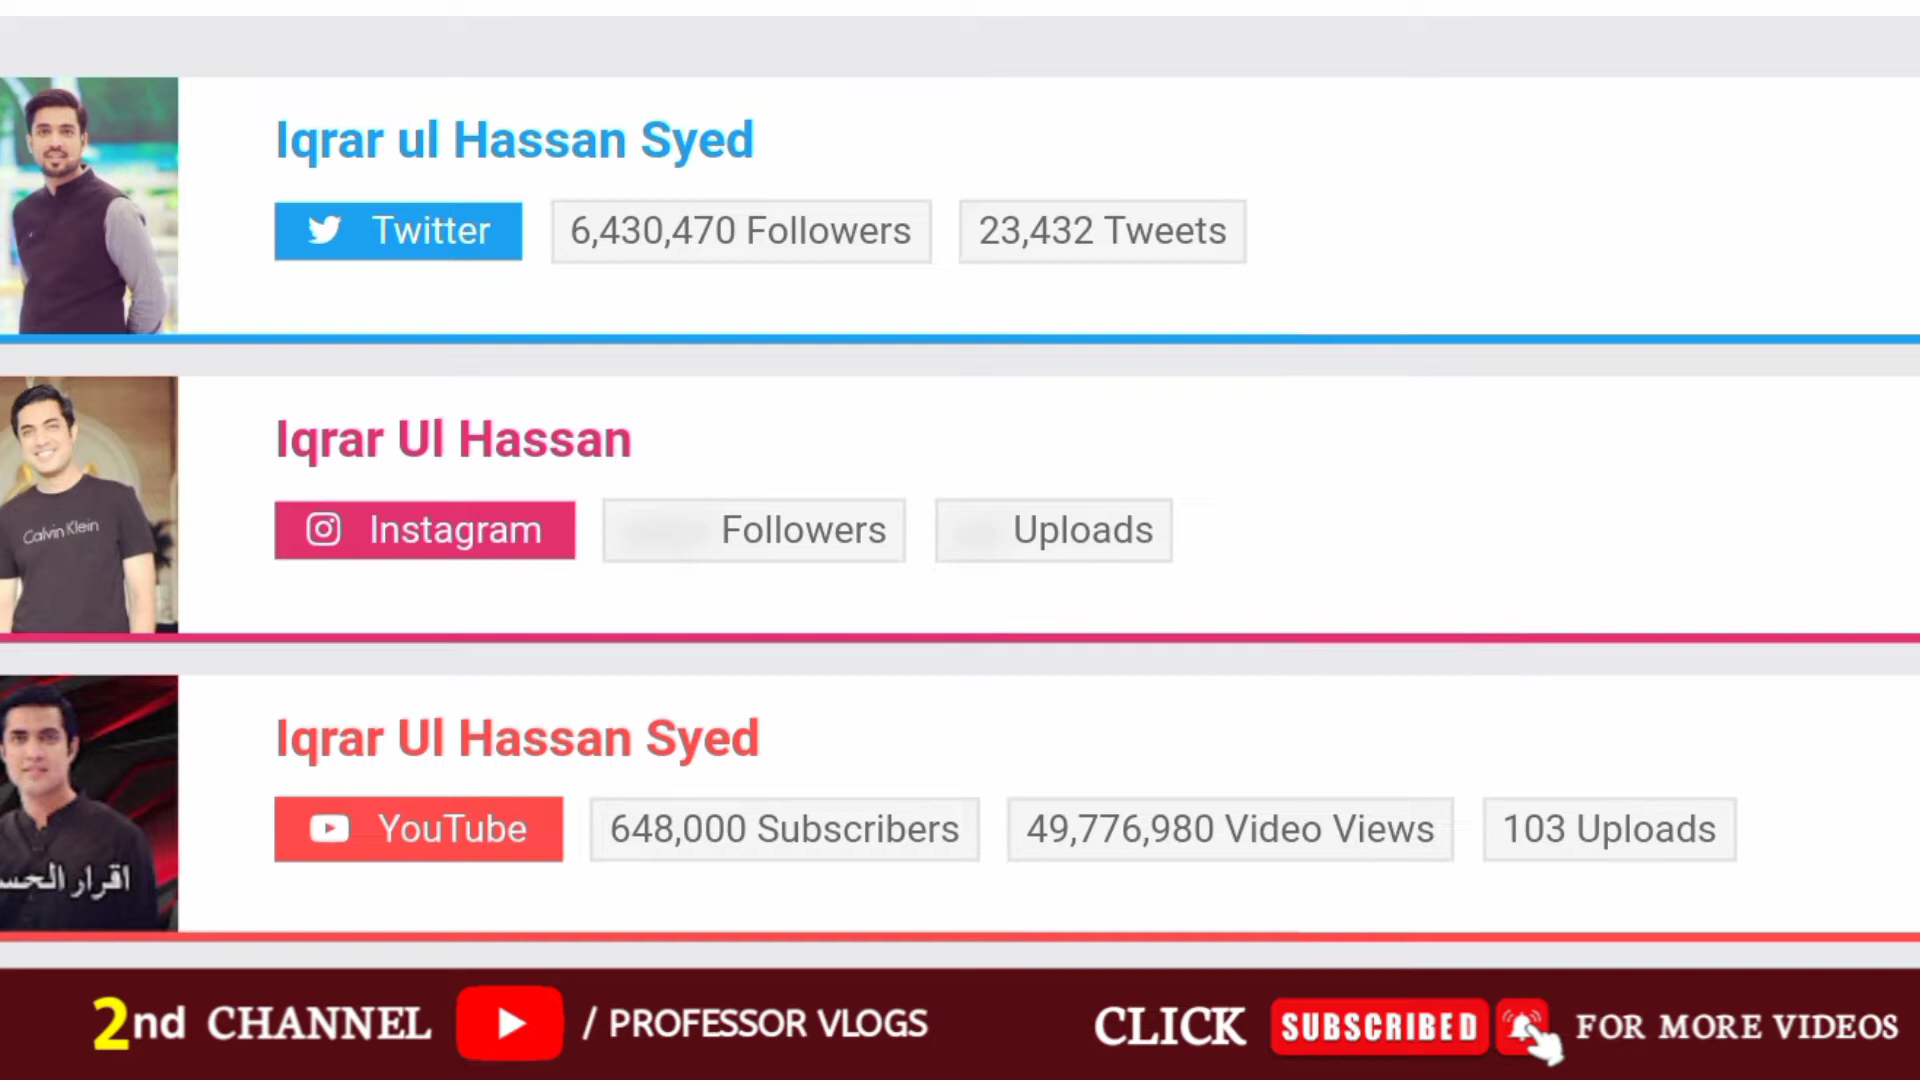 Iqrar ul Hassan Syed
Twitter 6,430,470 Followers 23,432 Tweets
Iqrar Ul Hassan
Calvin Klein
Instagram Followers Uploads
Iqrar Ul Hassan Syed
YouTube 648,000 Subscribers 49,776,980 Video Views 103 Uploads
اقرار الحس
2nd CHANNEL / PROFESSOR VLOGS CLICK SUBSCRIBED FOR MORE VIDEOS